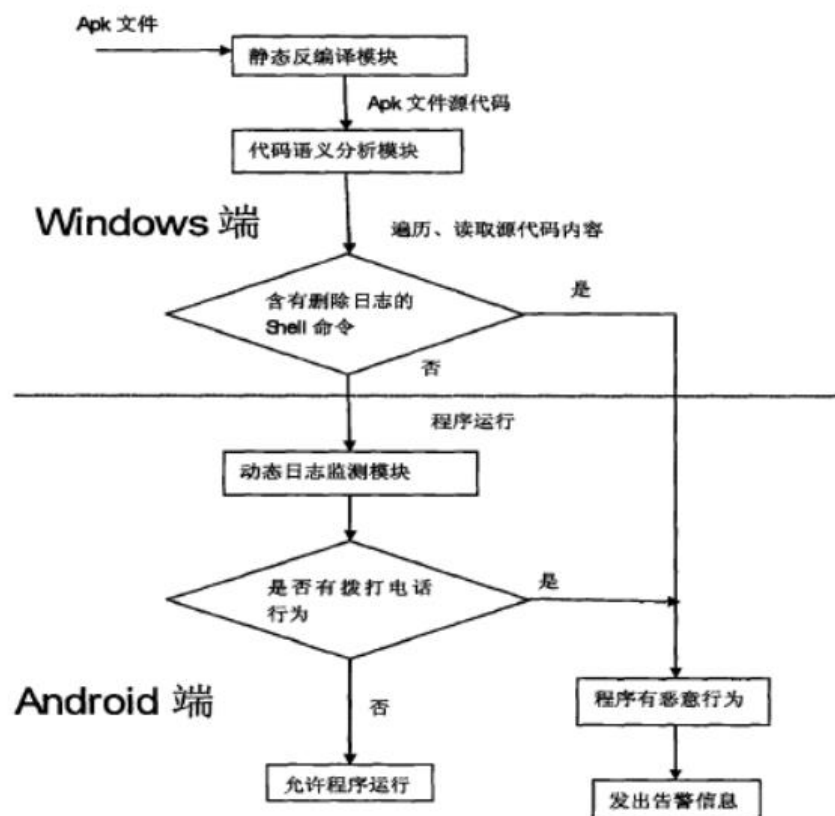 Apk 文件
静态反编译模块
Apk 文件源代码
代码语义分析模块
Windows 端
遍历、读取源代码内容
含有删除日志的
Shell 命令
是
否
程序运行
动态日志监测模块
是否有拨打电话
行为
是
Android 端
否
程序有恶意行为
允许程序运行
发出告警信息